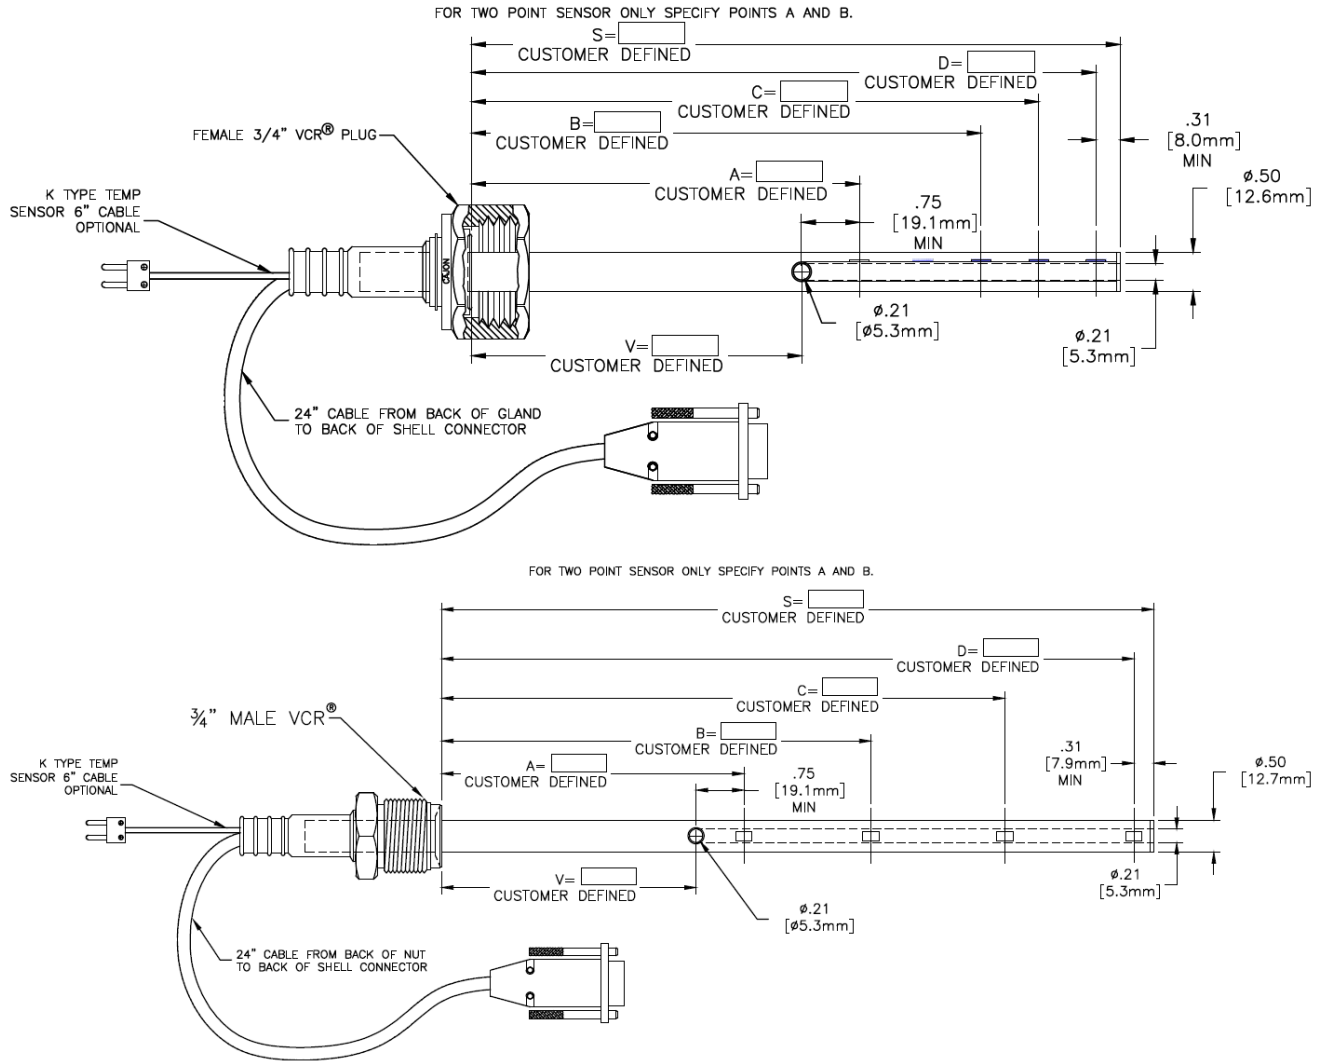 FOR TWO POINT SENSOR ONLY SPECIFY POINTS A AND B.
S=
CUSTOMER DEFINED
D=
CUSTOMER DEFINED
C=
CUSTOMER DEFINED
B=
CUSTOMER DEFINED
A=
CUSTOMER DEFINED
.31
[8.0mm]
MIN
FEMALE 3/4" VCR® PLUG
K TYPE TEMP
SENSOR 6" CABLE
OPTIONAL
.75
[19.1mm]
MIN
ø.50
[12.6mm]
CAJON
ø.21
[ø5.3mm]
ø.21
[5.3mm]
V=
CUSTOMER DEFINED
24" CABLE FROM BACK OF GLAND
TO BACK OF SHELL CONNECTOR
FOR TWO POINT SENSOR ONLY SPECIFY POINTS A AND B.
S=
CUSTOMER DEFINED
D=
CUSTOMER DEFINED
C=
CUSTOMER DEFINED
B=
CUSTOMER DEFINED
A=
CUSTOMER DEFINED
¾" MALE VCR®
K TYPE TEMP
SENSOR 6" CABLE
OPTIONAL
.75
[19.1mm]
MIN
.31
[7.9mm]
MIN
ø.50
[12.7mm]
V=
CUSTOMER DEFINED
ø.21
[ø5.3mm]
ø.21
[5.3mm]
24" CABLE FROM BACK OF NUT
TO BACK OF SHELL CONNECTOR